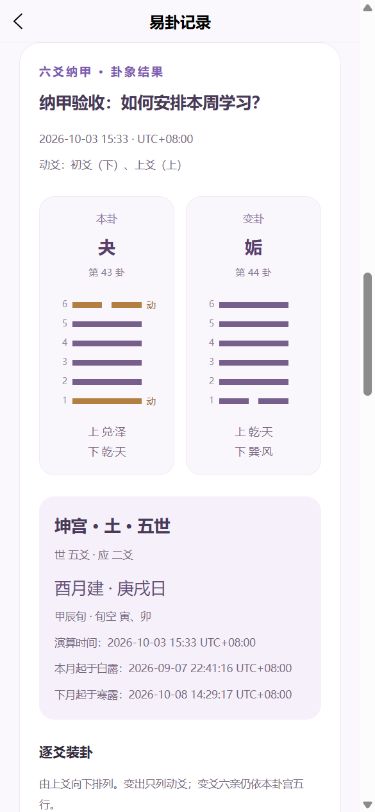 易卦记录
六爻纳甲 · 卦象结果
纳甲验收：如何安排本周学习？
2026-10-03 15:33 · UTC+08:00
动爻：初爻（下）、上爻（上）
本卦
夬
第 43 卦
6 动
5
4
3
2
1 动
上 兑·泽
下 乾·天
变卦
姤
第 44 卦
6
5
4
3
2
1
上 乾·天
下 巽·风
坤宫 · 土 · 五世
世 五爻 · 应 二爻
酉月建 · 庚戌日
甲辰旬 · 旬空 寅、卯
演算时间：2026-10-03 15:33 UTC+08:00
本月起于白露：2026-09-07 22:41:16 UTC+08:00
下月起于寒露：2026-10-08 14:29:17 UTC+08:00
逐爻装卦
由上爻向下排列。变出只列动爻；变爻六亲仍依本卦宫五
行。